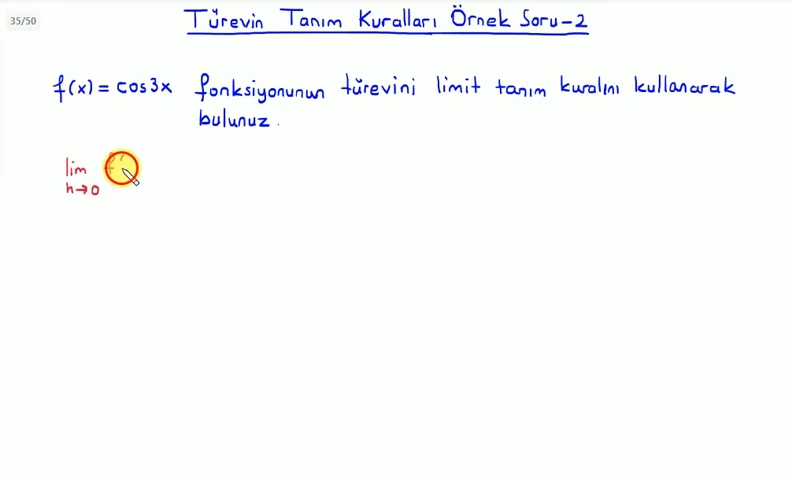 35/50
Türevin Tanım Kuralları Örnek Soru-2
f(x) = cos3x fonksiyonunun türevini limit tanım kuralını kullanarak
bulunuz.
lim
h→0